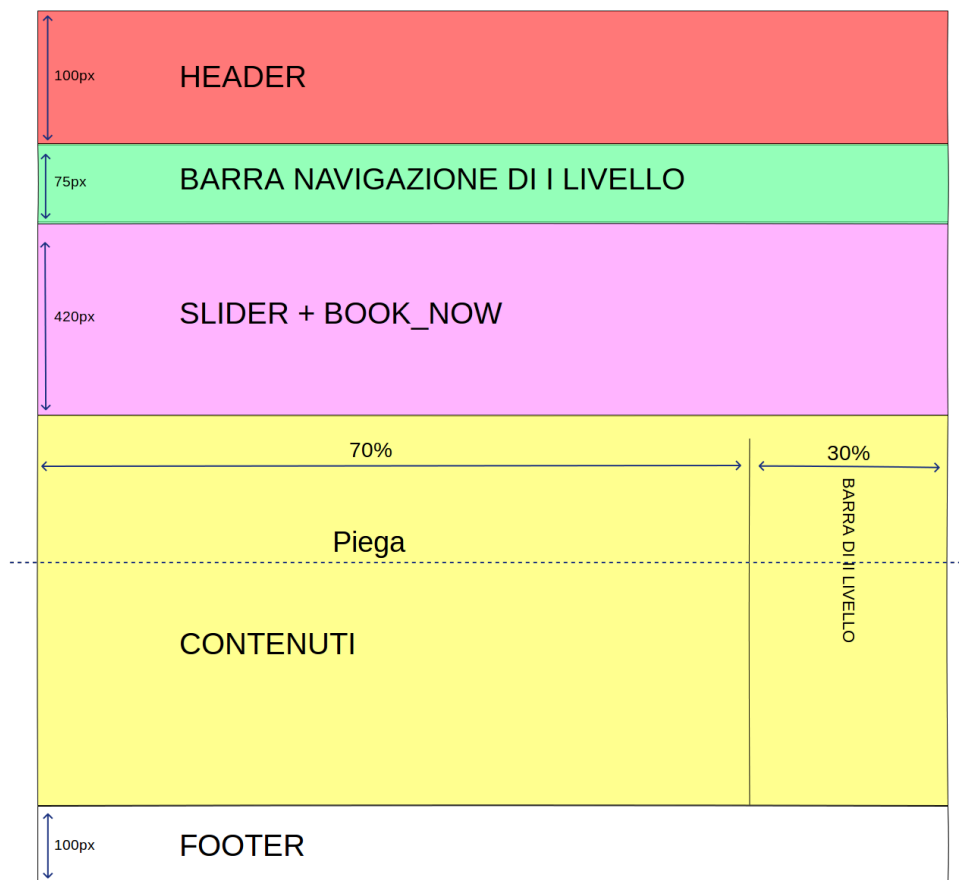 100px
HEADER
75px
BARRA NAVIGAZIONE DI I LIVELLO
420px
SLIDER + BOOK_NOW
70%
30%
BARRA DI II LIVELLO
Piega
CONTENUTI
100px
FOOTER